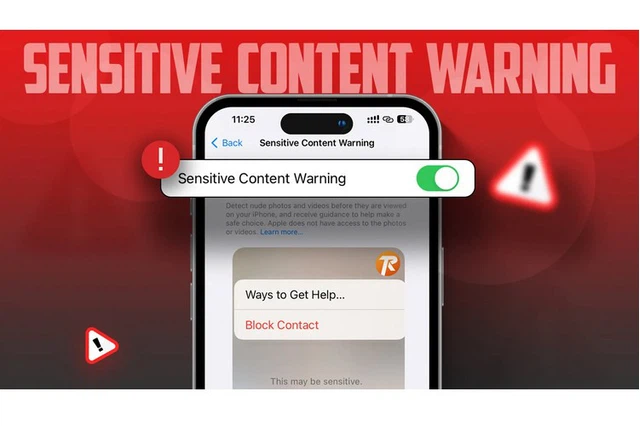 SENSITIVE CONTENT WARNING
11:25
Back Sensitive Content Warning
!
Sensitive Content Warning
!
Detect nude photos and videos before they are viewed
on your iPhone, and receive guidance to help make a
safe choice. Apple does not have access to the photos
or videos. Learn more...
TR
Ways to Get Help...
Block Contact
!
This may be sensitive.